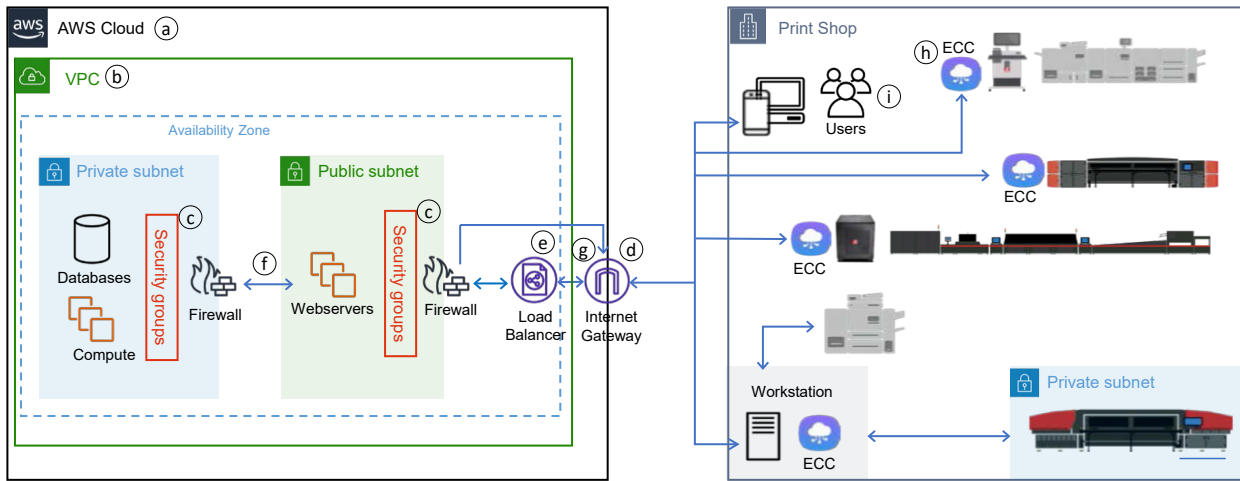 aws
AWS Cloud
a
VPC
b
Availability Zone
Private subnet
Public subnet
c
c
Security groups
Security groups
Databases
Compute
Firewall
f
Webservers
Firewall
e
g
d
Load
Balancer
Internet
Gateway
Print Shop
h
ECC
i
Users
ECC
ECC
Workstation
ECC
Private subnet